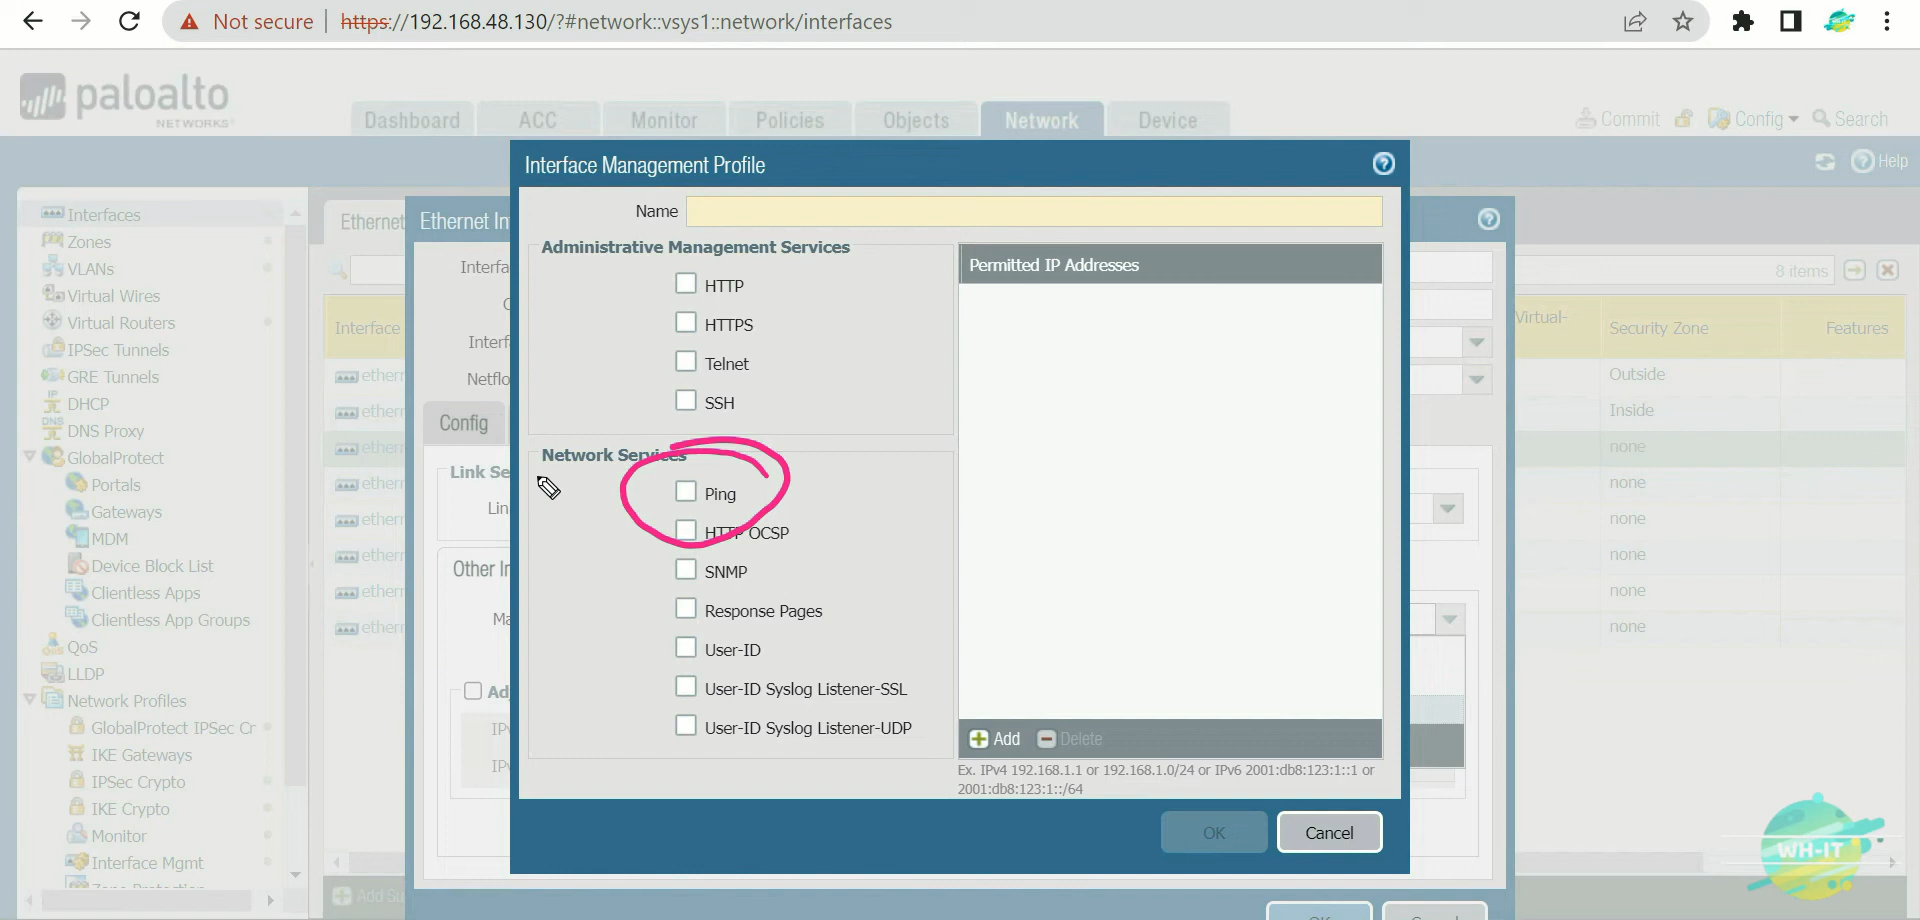 Not secure | https://192.168.48.130/?#network::vsys1::network/interfaces
paloalto
NETWORKS
Dashboard ACC Monitor Policies Objects Network Device
Commit Config Search
Help
Interface Management Profile
Name
Administrative Management Services
HTTP
HTTPS
Telnet
SSH
Network Services
Ping
HTTP OCSP
SNMP
Response Pages
User-ID
User-ID Syslog Listener-SSL
User-ID Syslog Listener-UDP
Permitted IP Addresses
Add Delete
Ex. IPv4 192.168.1.1 or 192.168.1.0/24 or IPv6 2001:db8:123:1::1 or
2001:db8:123:1::/64
OK Cancel
Interfaces
Zones
VLANs
Virtual Wires
Virtual Routers
IPSec Tunnels
GRE Tunnels
DHCP
DNS Proxy
GlobalProtect
Portals
Gateways
MDM
Device Block List
Clientless Apps
Clientless App Groups
QoS
LLDP
Network Profiles
GlobalProtect IPSec Cr
IKE Gateways
IPSec Crypto
IKE Crypto
Monitor
Interface Mgmt
Ethernet
Interface
Ethernet In
Config
8 items
Virtual-
Security Zone
Features
Outside
Inside
none
none
none
none
none
none
WH-IT